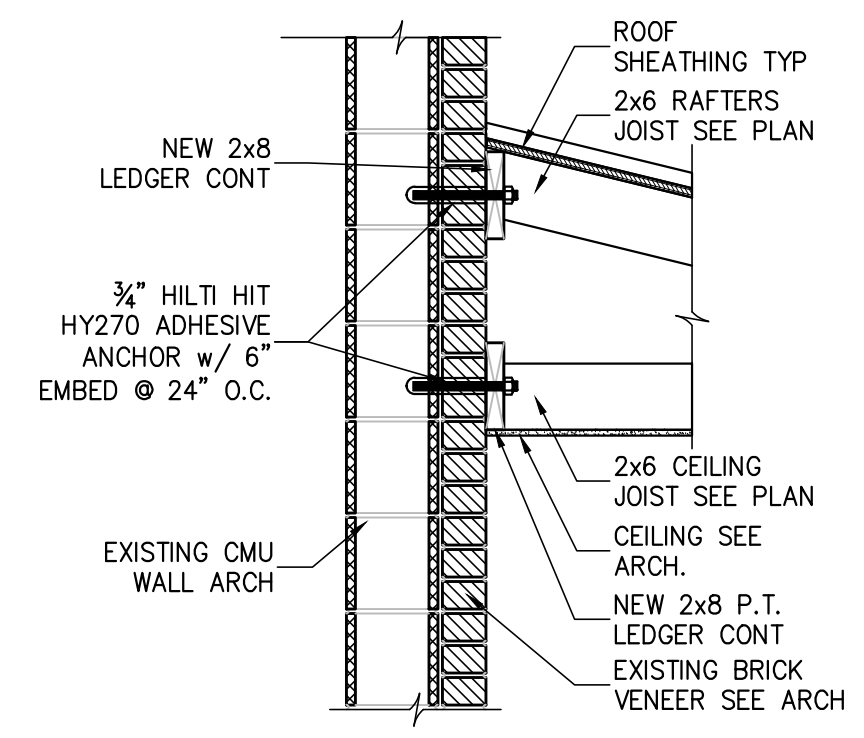 ROOF
SHEATHING TYP
2x6 RAFTERS
JOIST SEE PLAN
NEW 2x8
LEDGER CONT
¾" HILTI HIT
HY270 ADHESIVE
ANCHOR w/ 6"
EMBED @ 24" O.C.
2x6 CEILING
JOIST SEE PLAN
CEILING SEE
ARCH.
EXISTING CMU
WALL ARCH
NEW 2x8 P.T.
LEDGER CONT
EXISTING BRICK
VENEER SEE ARCH